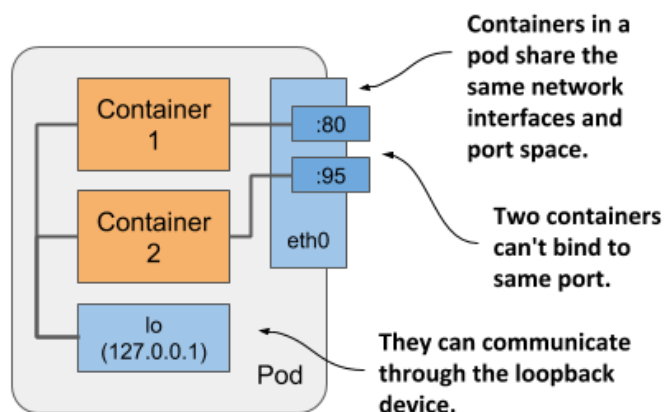 Containers in a
pod share the
same network
interfaces and
port space.
Container
1
:80
:95
Container
2
eth0
Two containers
can't bind to
same port.
lo
(127.0.0.1)
Pod
They can communicate
through the loopback
device.